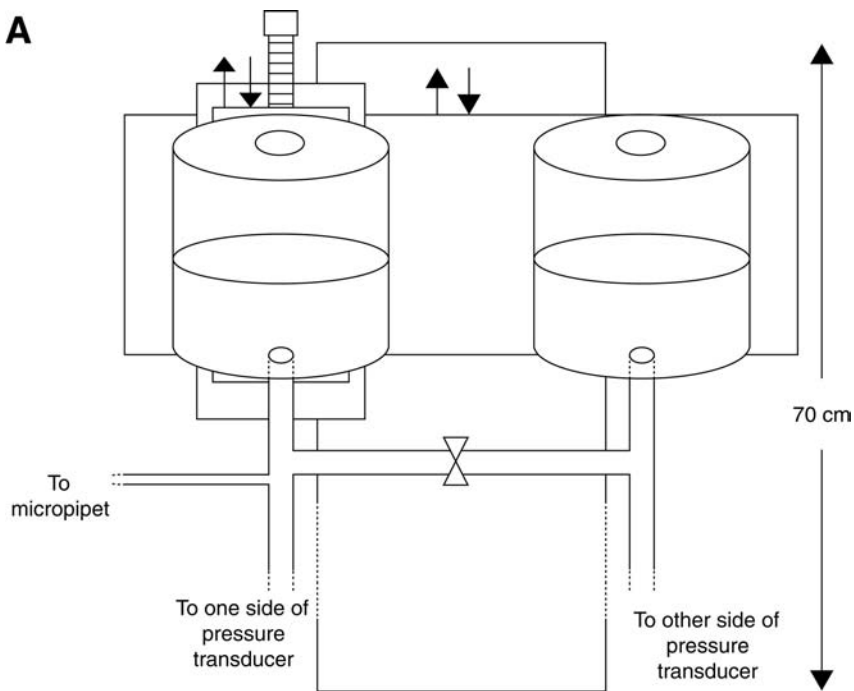 A
70 cm
To
micropipet
To one side of
pressure
transducer
To other side of
pressure
transducer